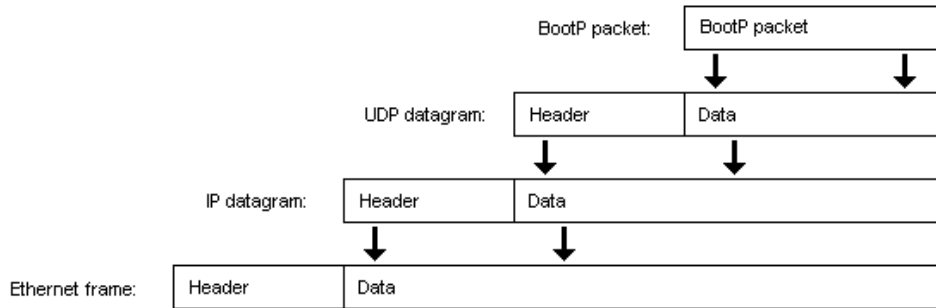 BootP packet: BootP packet
UDP datagram: Header Data
IP datagram: Header Data
Ethernet frame: Header Data